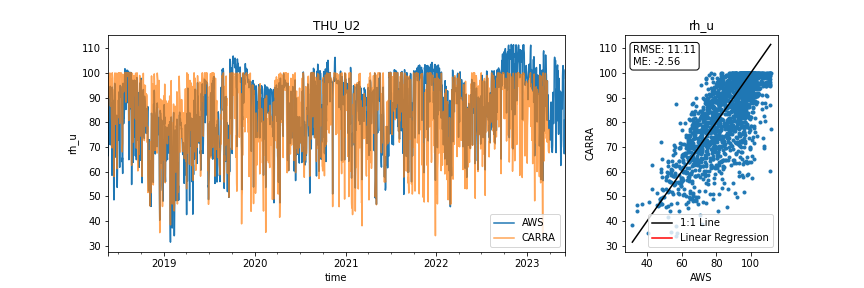 THU_U2
rh_u
110
100
90
80
70
60
50
40
30
rh_u
2019
2020
2021
2022
2023
time
AWS
CARRA
rh_u
RMSE: 11.11
ME: -2.56
110
100
90
80
70
60
50
40
30
CARRA
40
60
80
100
AWS
1:1 Line
Linear Regression